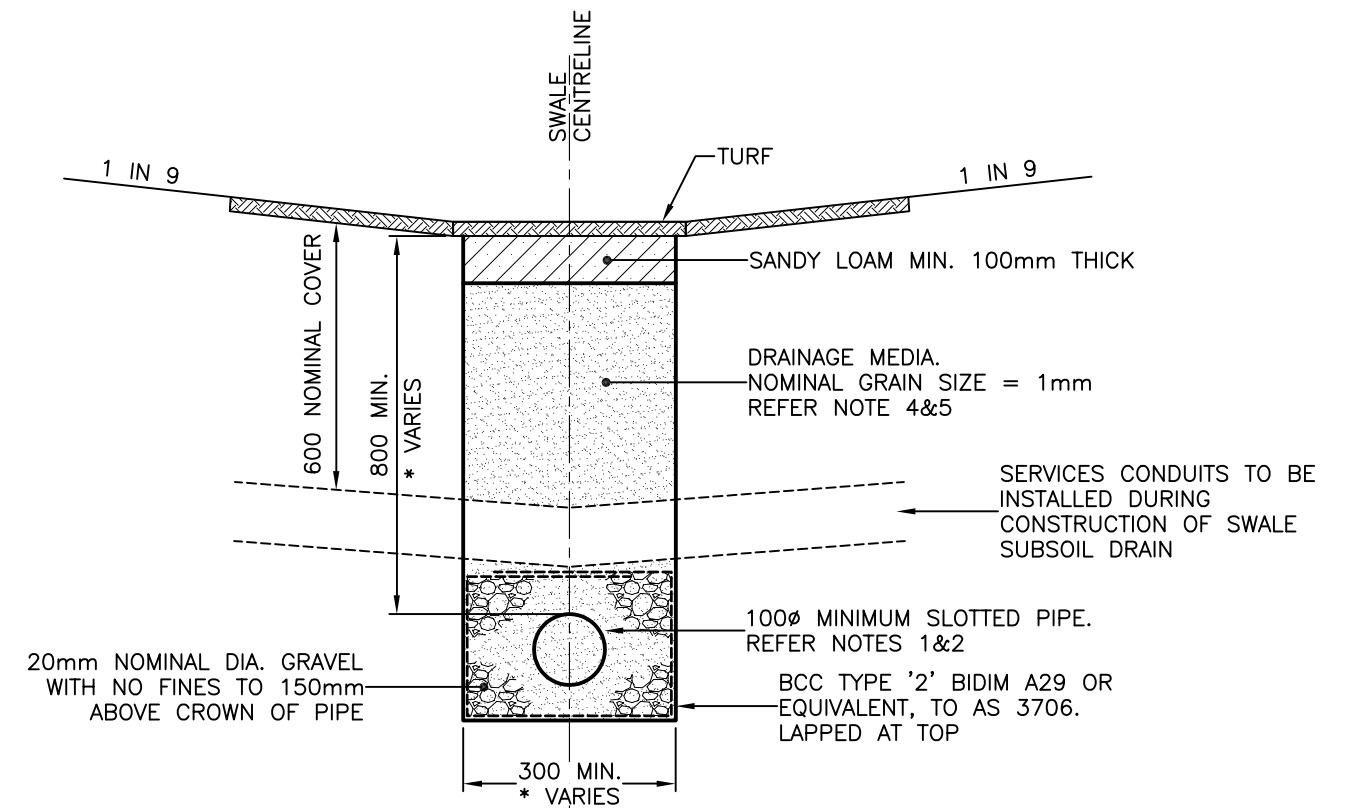 SWALE
CENTRELINE
TURF
1 IN 9
1 IN 9
SANDY LOAM MIN. 100mm THICK
600 NOMINAL COVER
800 MIN.
* VARIES
DRAINAGE MEDIA.
NOMINAL GRAIN SIZE = 1mm
REFER NOTE 4&5
SERVICES CONDUITS TO BE
INSTALLED DURING
CONSTRUCTION OF SWALE
SUBSOIL DRAIN
100ø MINIMUM SLOTTED PIPE.
REFER NOTES 1&2
20mm NOMINAL DIA. GRAVEL
WITH NO FINES TO 150mm
ABOVE CROWN OF PIPE
BCC TYPE '2' BIDIM A29 OR
EQUIVALENT, TO AS 3706.
LAPPED AT TOP
300 MIN.
* VARIES